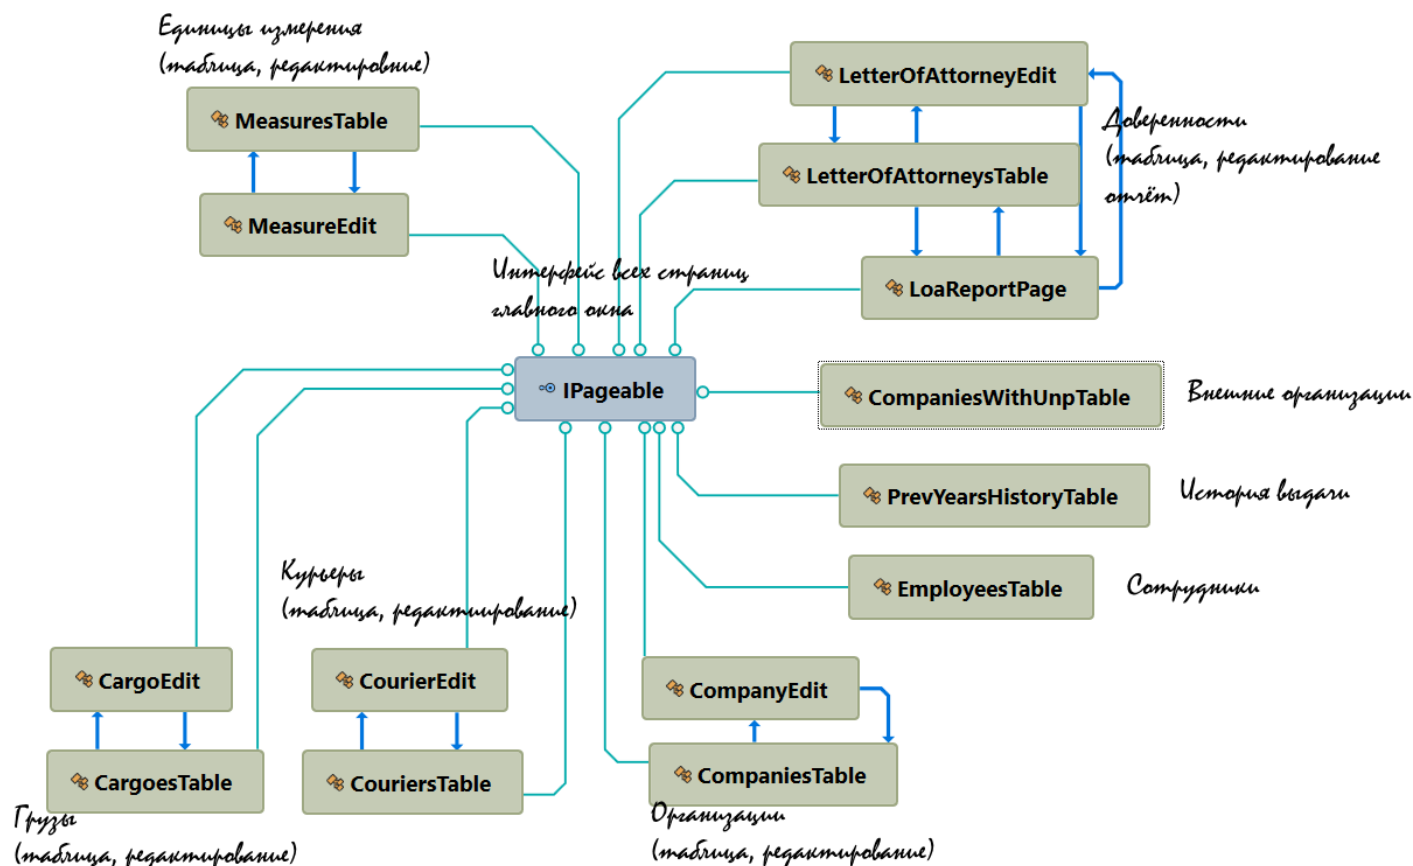 Единицы измерения
(таблица, редактировние)
MeasuresTable
MeasureEdit
LetterOfAttorneyEdit
LetterOfAttorneysTable
LoaReportPage
Доверенности
(таблица, редактирование
отчёт)
Интерфейс всех страниц
главного окна
IPageable
CompaniesWithUnpTable
Внешние организации
PrevYearsHistoryTable
История выдачи
EmployeesTable
Сотрудники
Курьеры
(таблица, редактиирование)
CargoEdit
CargoesTable
Грузы
(таблица, редактирование)
CourierEdit
CouriersTable
CompanyEdit
CompaniesTable
Организации
(таблица, редактирование)